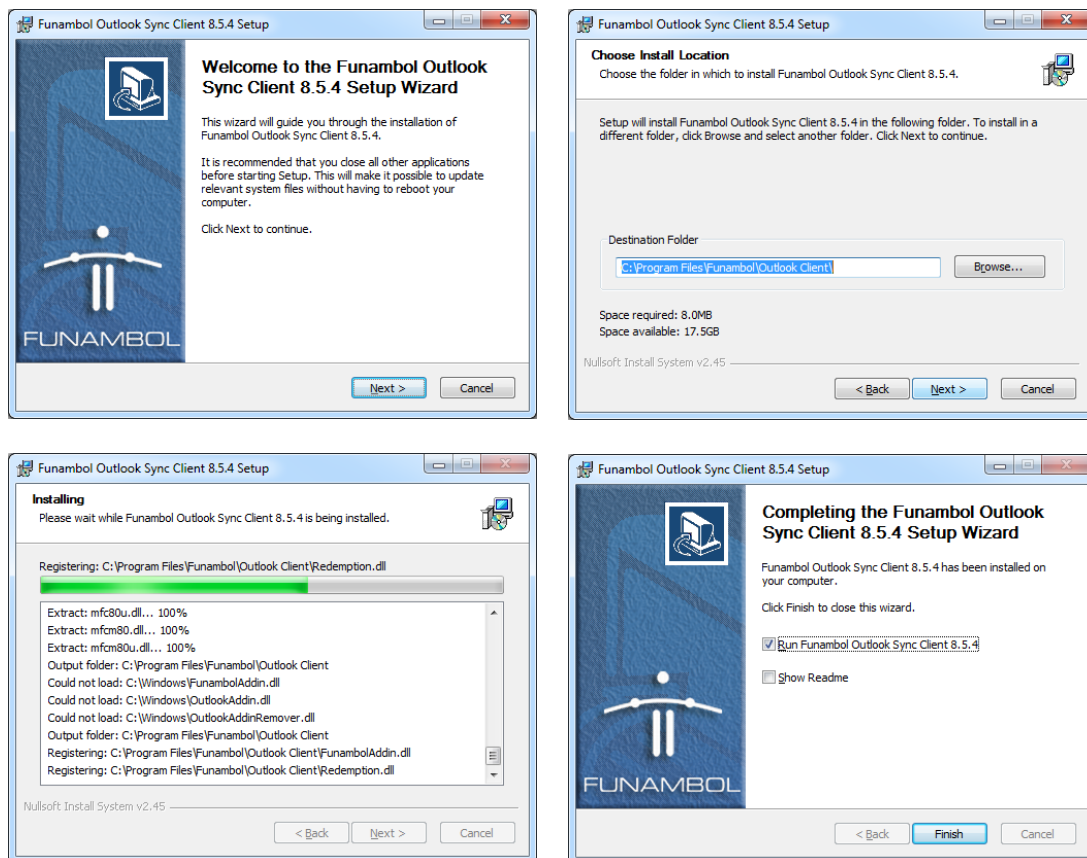 Funambol Outlook Sync Client 8.5.4 Setup
Welcome to the Funambol Outlook
Sync Client 8.5.4 Setup Wizard
This wizard will guide you through the installation of
Funambol Outlook Sync Client 8.5.4.
It is recommended that you close all other applications
before starting Setup. This will make it possible to update
relevant system files without having to reboot your
computer.
Click Next to continue.
FUNAMBOL
Next >
Cancel
Funambol Outlook Sync Client 8.5.4 Setup
Choose Install Location
Choose the folder in which to install Funambol Outlook Sync Client 8.5.4.
Setup will install Funambol Outlook Sync Client 8.5.4 in the following folder. To install in a
different folder, click Browse and select another folder. Click Next to continue.
Destination Folder
C:\Program Files\Funambol\Outlook Client\
Browse...
Space required: 8.0MB
Space available: 17.5GB
Nullsoft Install System v2.45
< Back
Next >
Cancel
Funambol Outlook Sync Client 8.5.4 Setup
Installing
Please wait while Funambol Outlook Sync Client 8.5.4 is being installed.
Registering: C:\Program Files\Funambol\Outlook Client\Redemption.dll
Extract: mfc80u.dll... 100%
Extract: mfcm80.dll... 100%
Extract: mfcm80u.dll... 100%
Output folder: C:\Program Files\Funambol\Outlook Client
Could not load: C:\Windows\FunambolAddin.dll
Could not load: C:\Windows\OutlookAddin.dll
Could not load: C:\Windows\OutlookAddinRemover.dll
Output folder: C:\Program Files\Funambol\Outlook Client
Registering: C:\Program Files\Funambol\Outlook Client\FunambolAddin.dll
Registering: C:\Program Files\Funambol\Outlook Client\Redemption.dll
Nullsoft Install System v2.45
< Back
Next >
Cancel
Funambol Outlook Sync Client 8.5.4 Setup
Completing the Funambol Outlook
Sync Client 8.5.4 Setup Wizard
Funambol Outlook Sync Client 8.5.4 has been installed on
your computer.
Click Finish to close this wizard.
Run Funambol Outlook Sync Client 8.5.4
Show Readme
FUNAMBOL
< Back
Finish
Cancel